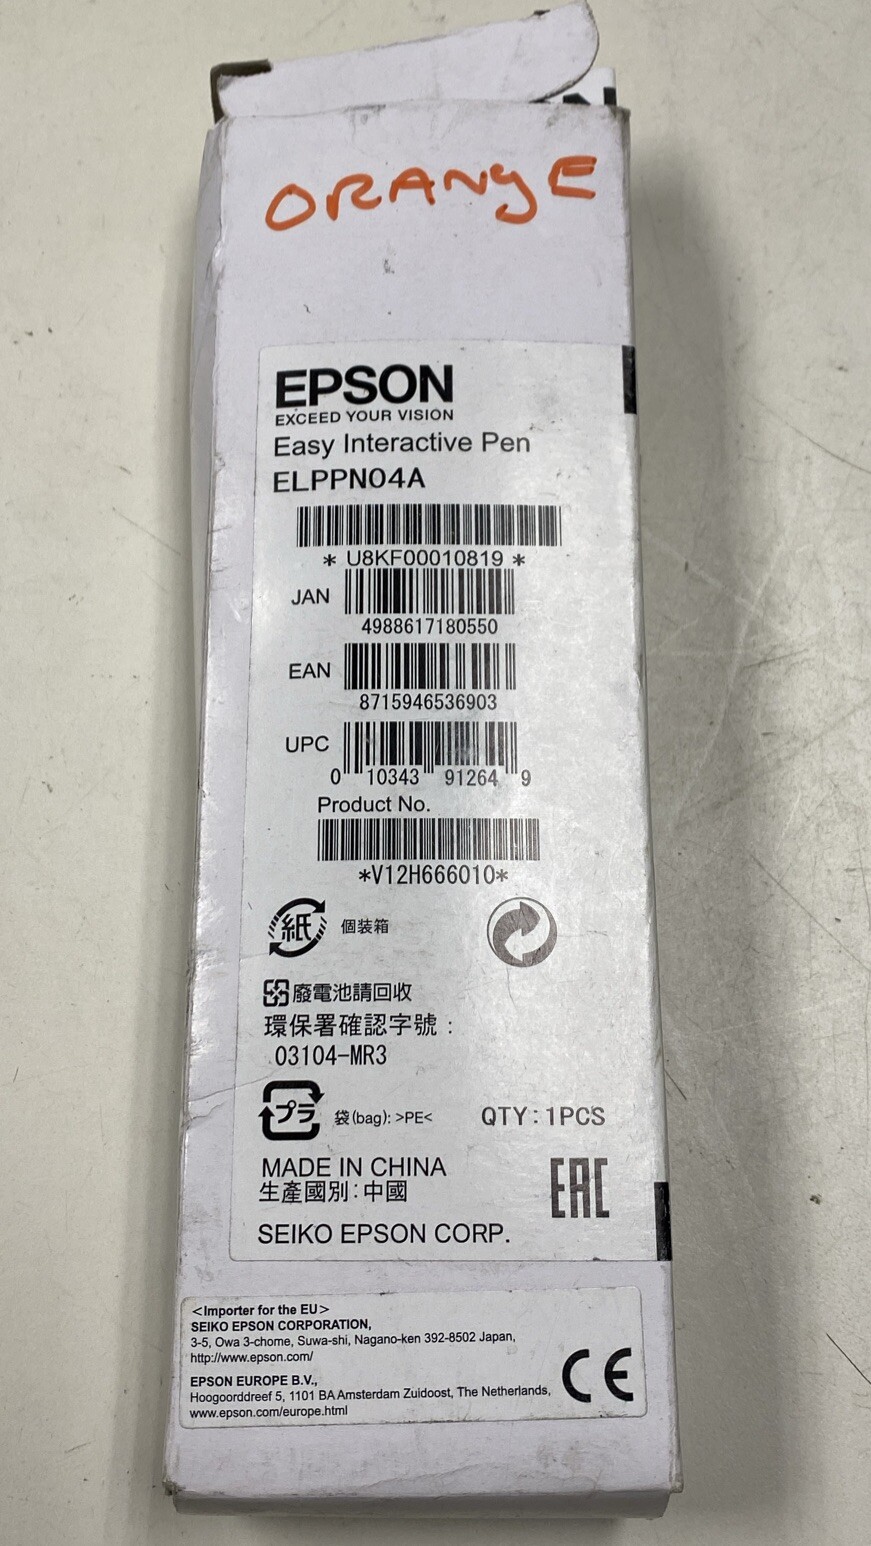 ORANGE
EPSON
EXCEED YOUR VISION
Easy Interactive Pen
ELPPN04A
* U8KF00010819 *
JAN
4988617180550
EAN
8715946536903
UPC
0 10343 91264 9
Product No.
*V12H666010*
紙 個装箱
廢電池請回收
環保署確認字號：
03104-MR3
プラ 袋(bag): >PE< QTY:1PCS
MADE IN CHINA
生産國別:中國
EAC
SEIKO EPSON CORP.
<Importer for the EU>
SEIKO EPSON CORPORATION,
3-5, Owa 3-chome, Suwa-shi, Nagano-ken 392-8502 Japan,
http://www.epson.com/
EPSON EUROPE B.V.,
Hoogoorddreef 5, 1101 BA Amsterdam Zuidoost, The Netherlands,
www.epson.com/europe.html
CE